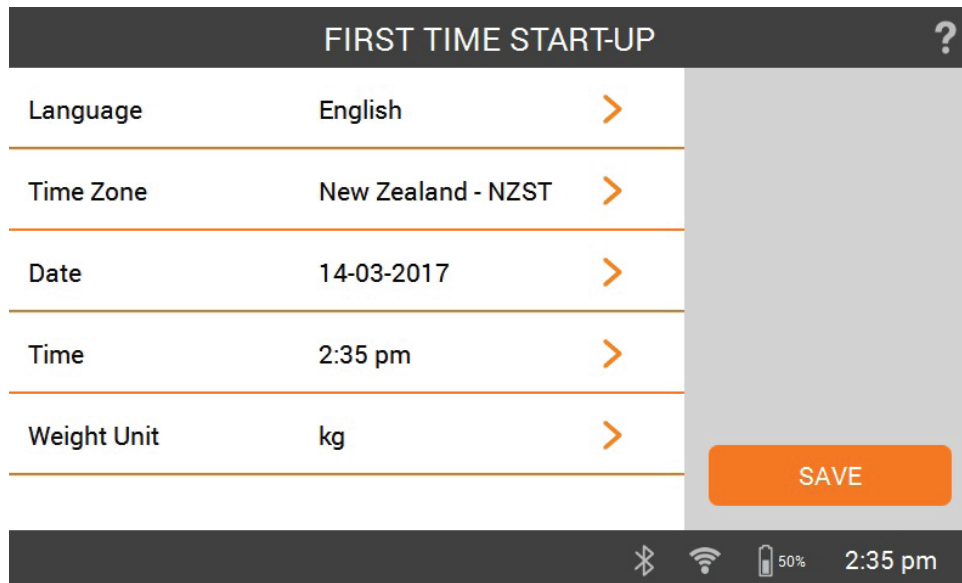 FIRST TIME START-UP ?
Language English
Time Zone New Zealand - NZST
Date 14-03-2017
Time 2:35 pm
Weight Unit kg
SAVE
50% 2:35 pm